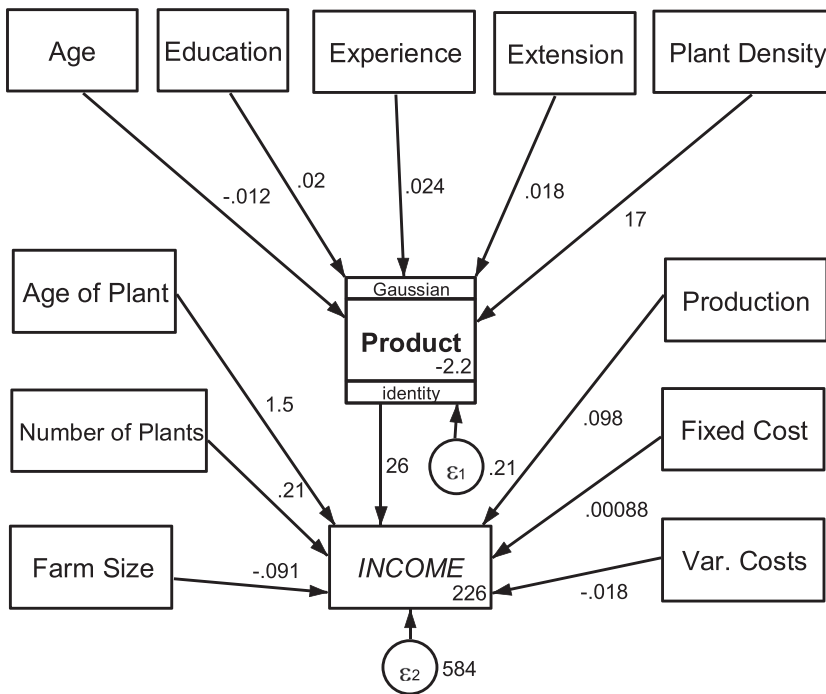 Age
Education
Experience
Extension
Plant Density
-.012
.02
.024
.018
17
Age of Plant
Gaussian
Product
-2.2
identity
Production
1.5
Number of Plants
.21
26
ε1
.21
.098
Fixed Cost
.00088
Farm Size
-.091
INCOME
226
-.018
Var. Costs
ε2
584